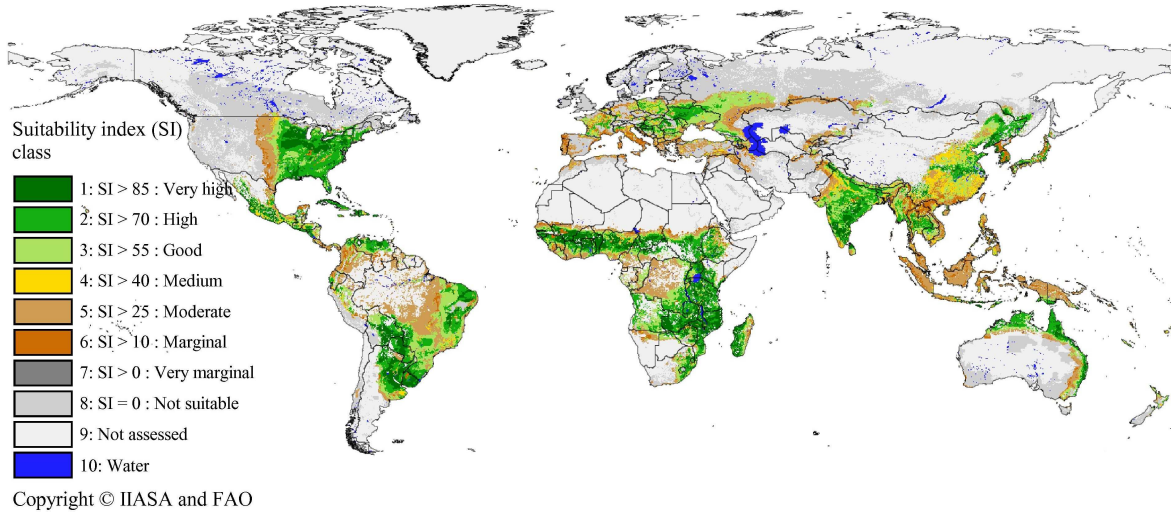 Suitability index (SI)
class
1: SI > 85 : Very high
2: SI > 70 : High
3: SI > 55 : Good
4: SI > 40 : Medium
5: SI > 25 : Moderate
6: SI > 10 : Marginal
7: SI > 0 : Very marginal
8: SI = 0 : Not suitable
9: Not assessed
10: Water
Copyright © IIASA and FAO